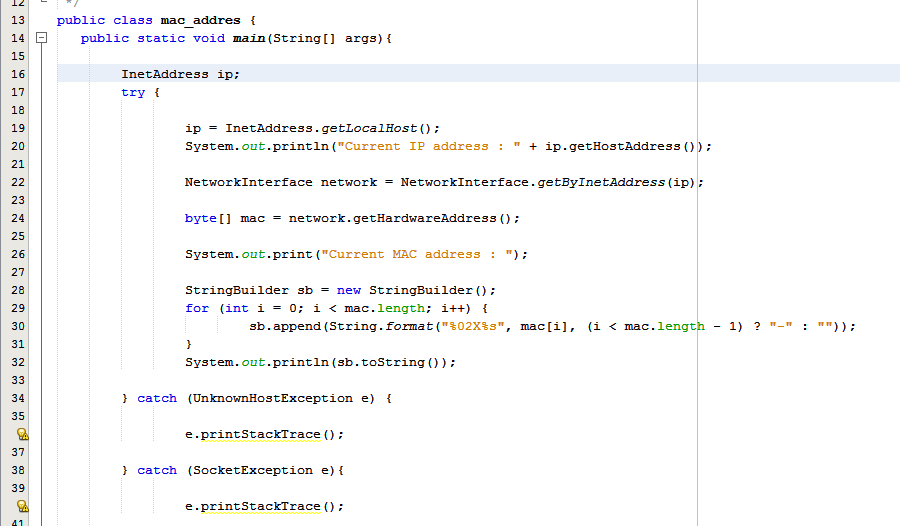 12 */
13 public class mac_addres {
14 public static void main(String[] args){
15
16 InetAddress ip;
17 try {
18
19 ip = InetAddress.getLocalHost();
20 System.out.println("Current IP address : " + ip.getHostAddress());
21
22 NetworkInterface network = NetworkInterface.getByInetAddress(ip);
23
24 byte[] mac = network.getHardwareAddress();
25
26 System.out.print("Current MAC address : ");
27
28 StringBuilder sb = new StringBuilder();
29 for (int i = 0; i < mac.length; i++) {
30 sb.append(String.format("%02X%s", mac[i], (i < mac.length - 1) ? "-" : ""));
31 }
32 System.out.println(sb.toString());
33
34 } catch (UnknownHostException e) {
35
e.printStackTrace();
37
38 } catch (SocketException e){
39
e.printStackTrace();
41